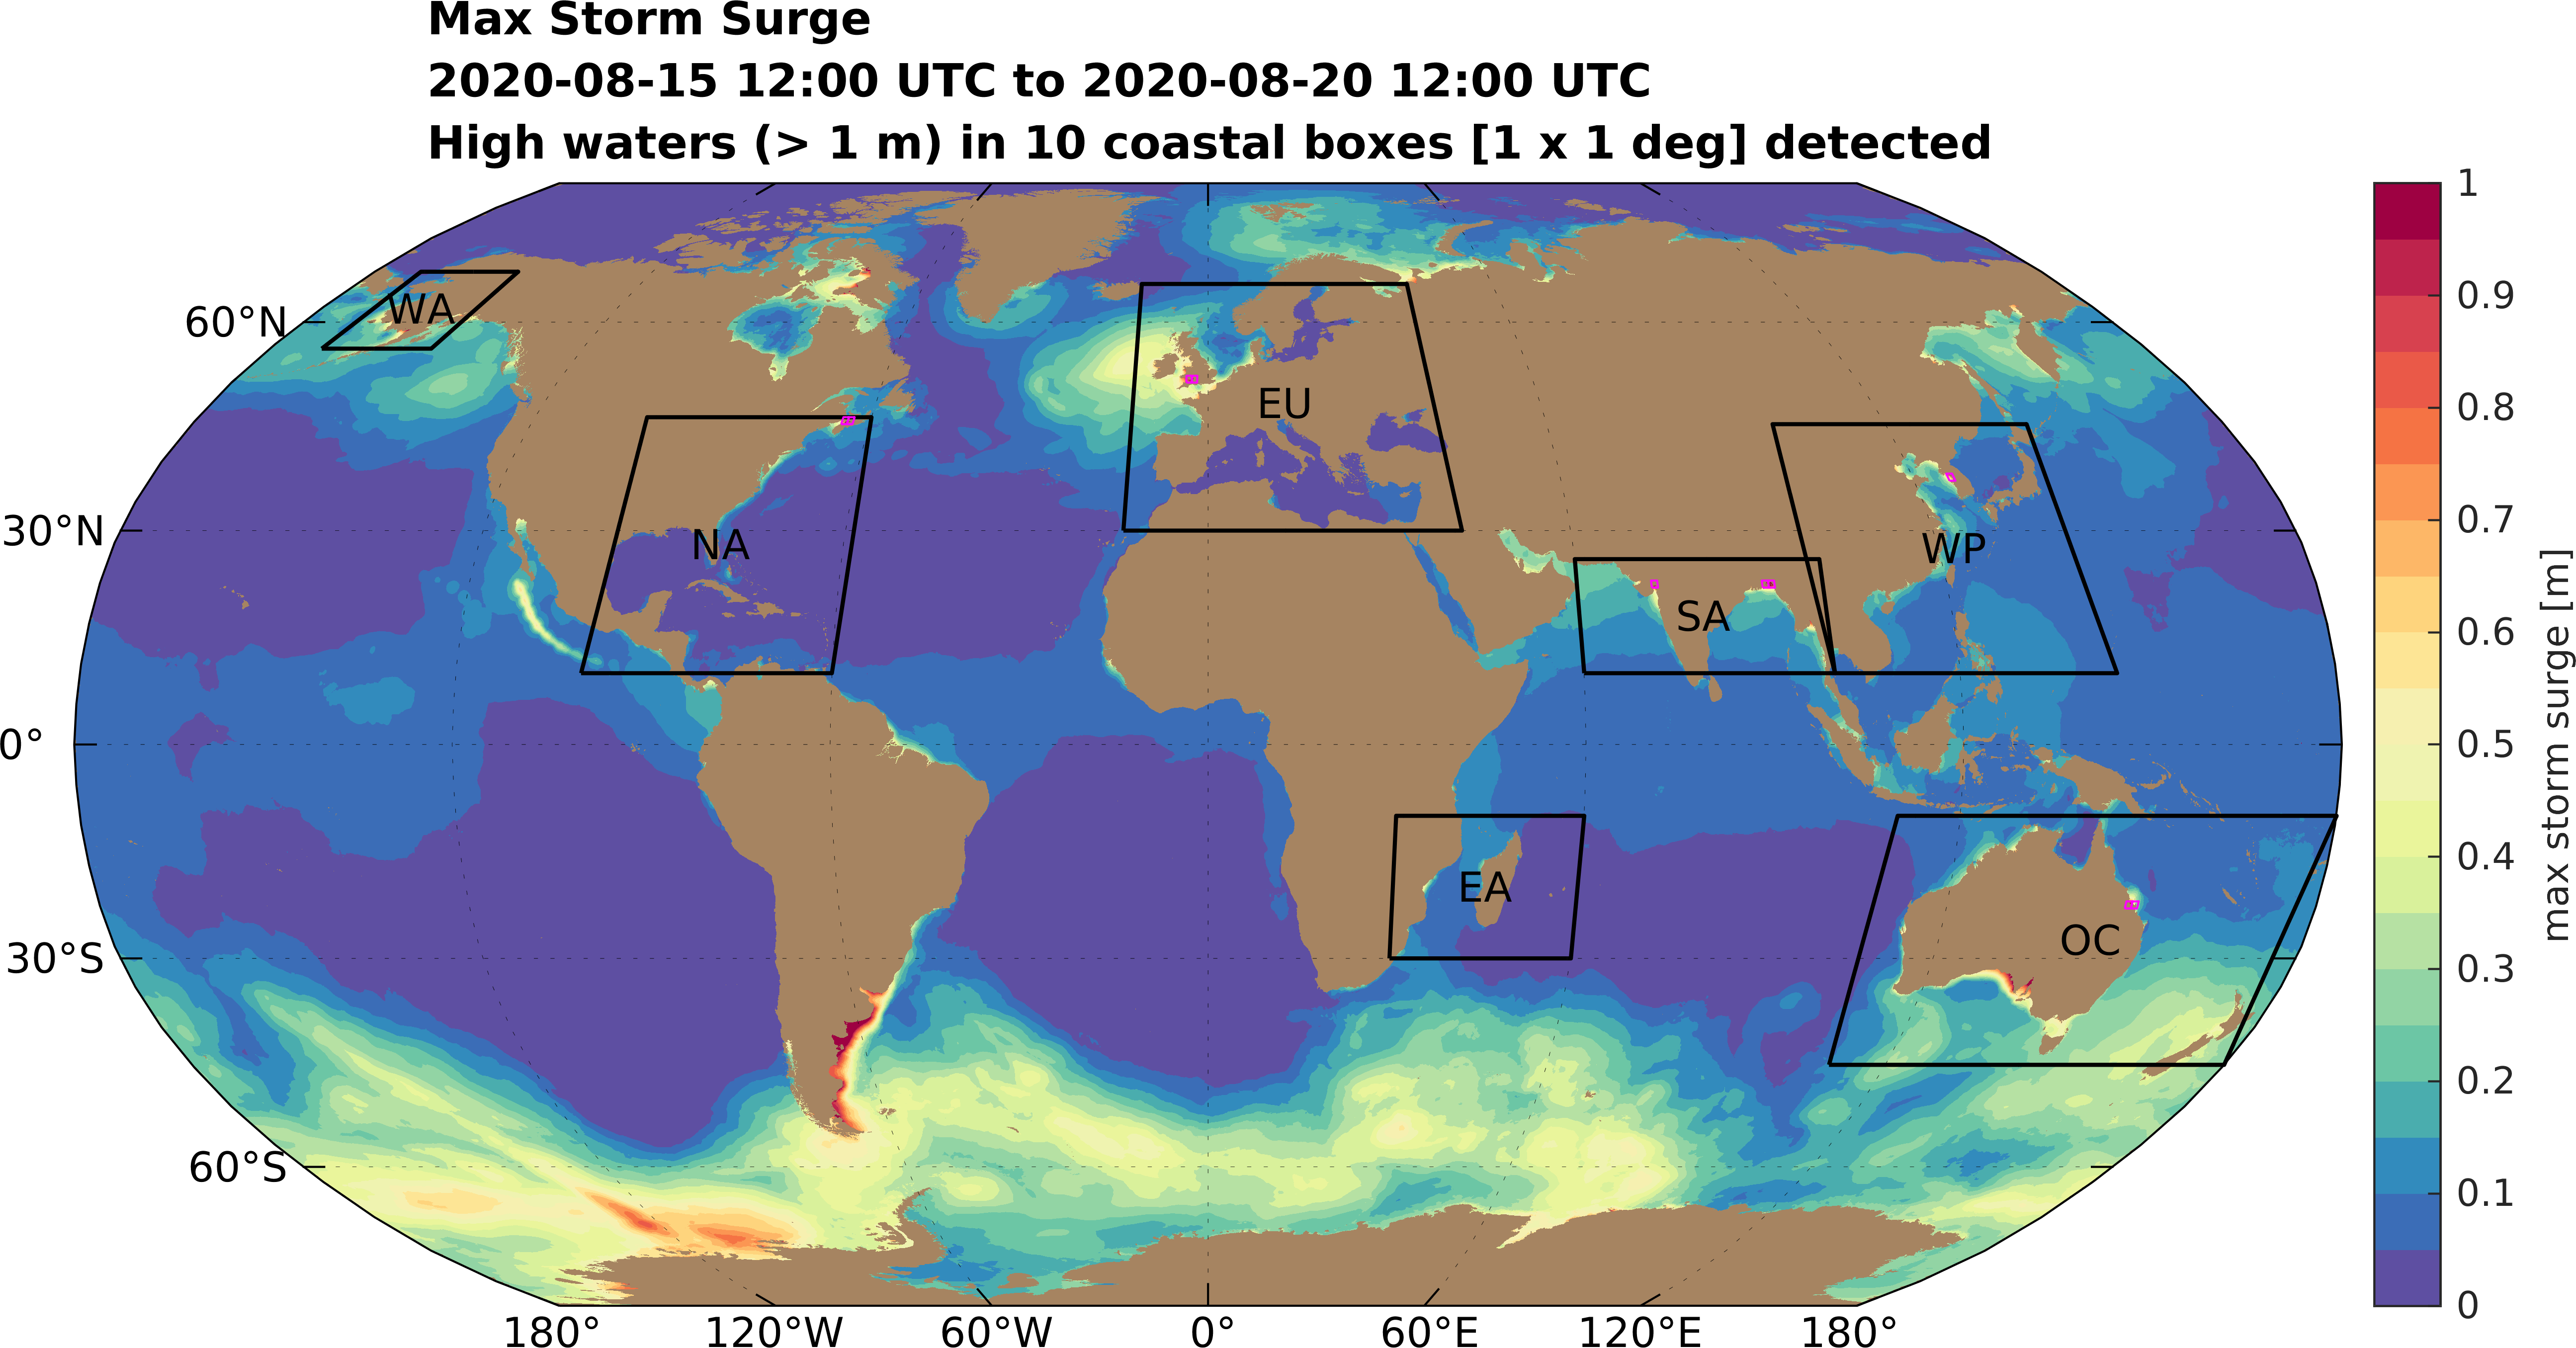 Max Storm Surge
2020-08-15 12:00 UTC to 2020-08-20 12:00 UTC
High waters (> 1 m) in 10 coastal boxes [1 x 1 deg] detected
60°N
30°N
0°
30°S
60°S
WA
NA
EU
SA
WP
EA
OC
180°
120°W
60°W
0°
60°E
120°E
180°
1
0.9
0.8
0.7
0.6
0.5
0.4
0.3
0.2
0.1
0
max storm surge [m]